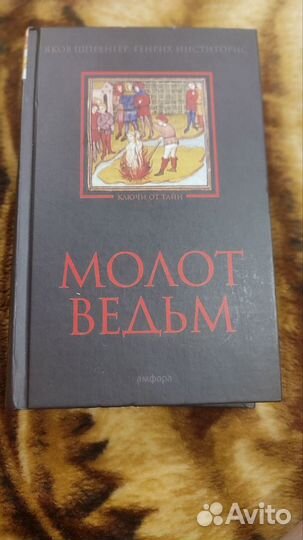 ЯКОВ ШПРЕНГЕР, ГЕНРИХ ИНСТИТОРИС
КЛЮЧИ ОТ ТАЙН
МОЛОТ
ВЕДЬМ
амфора
Avito